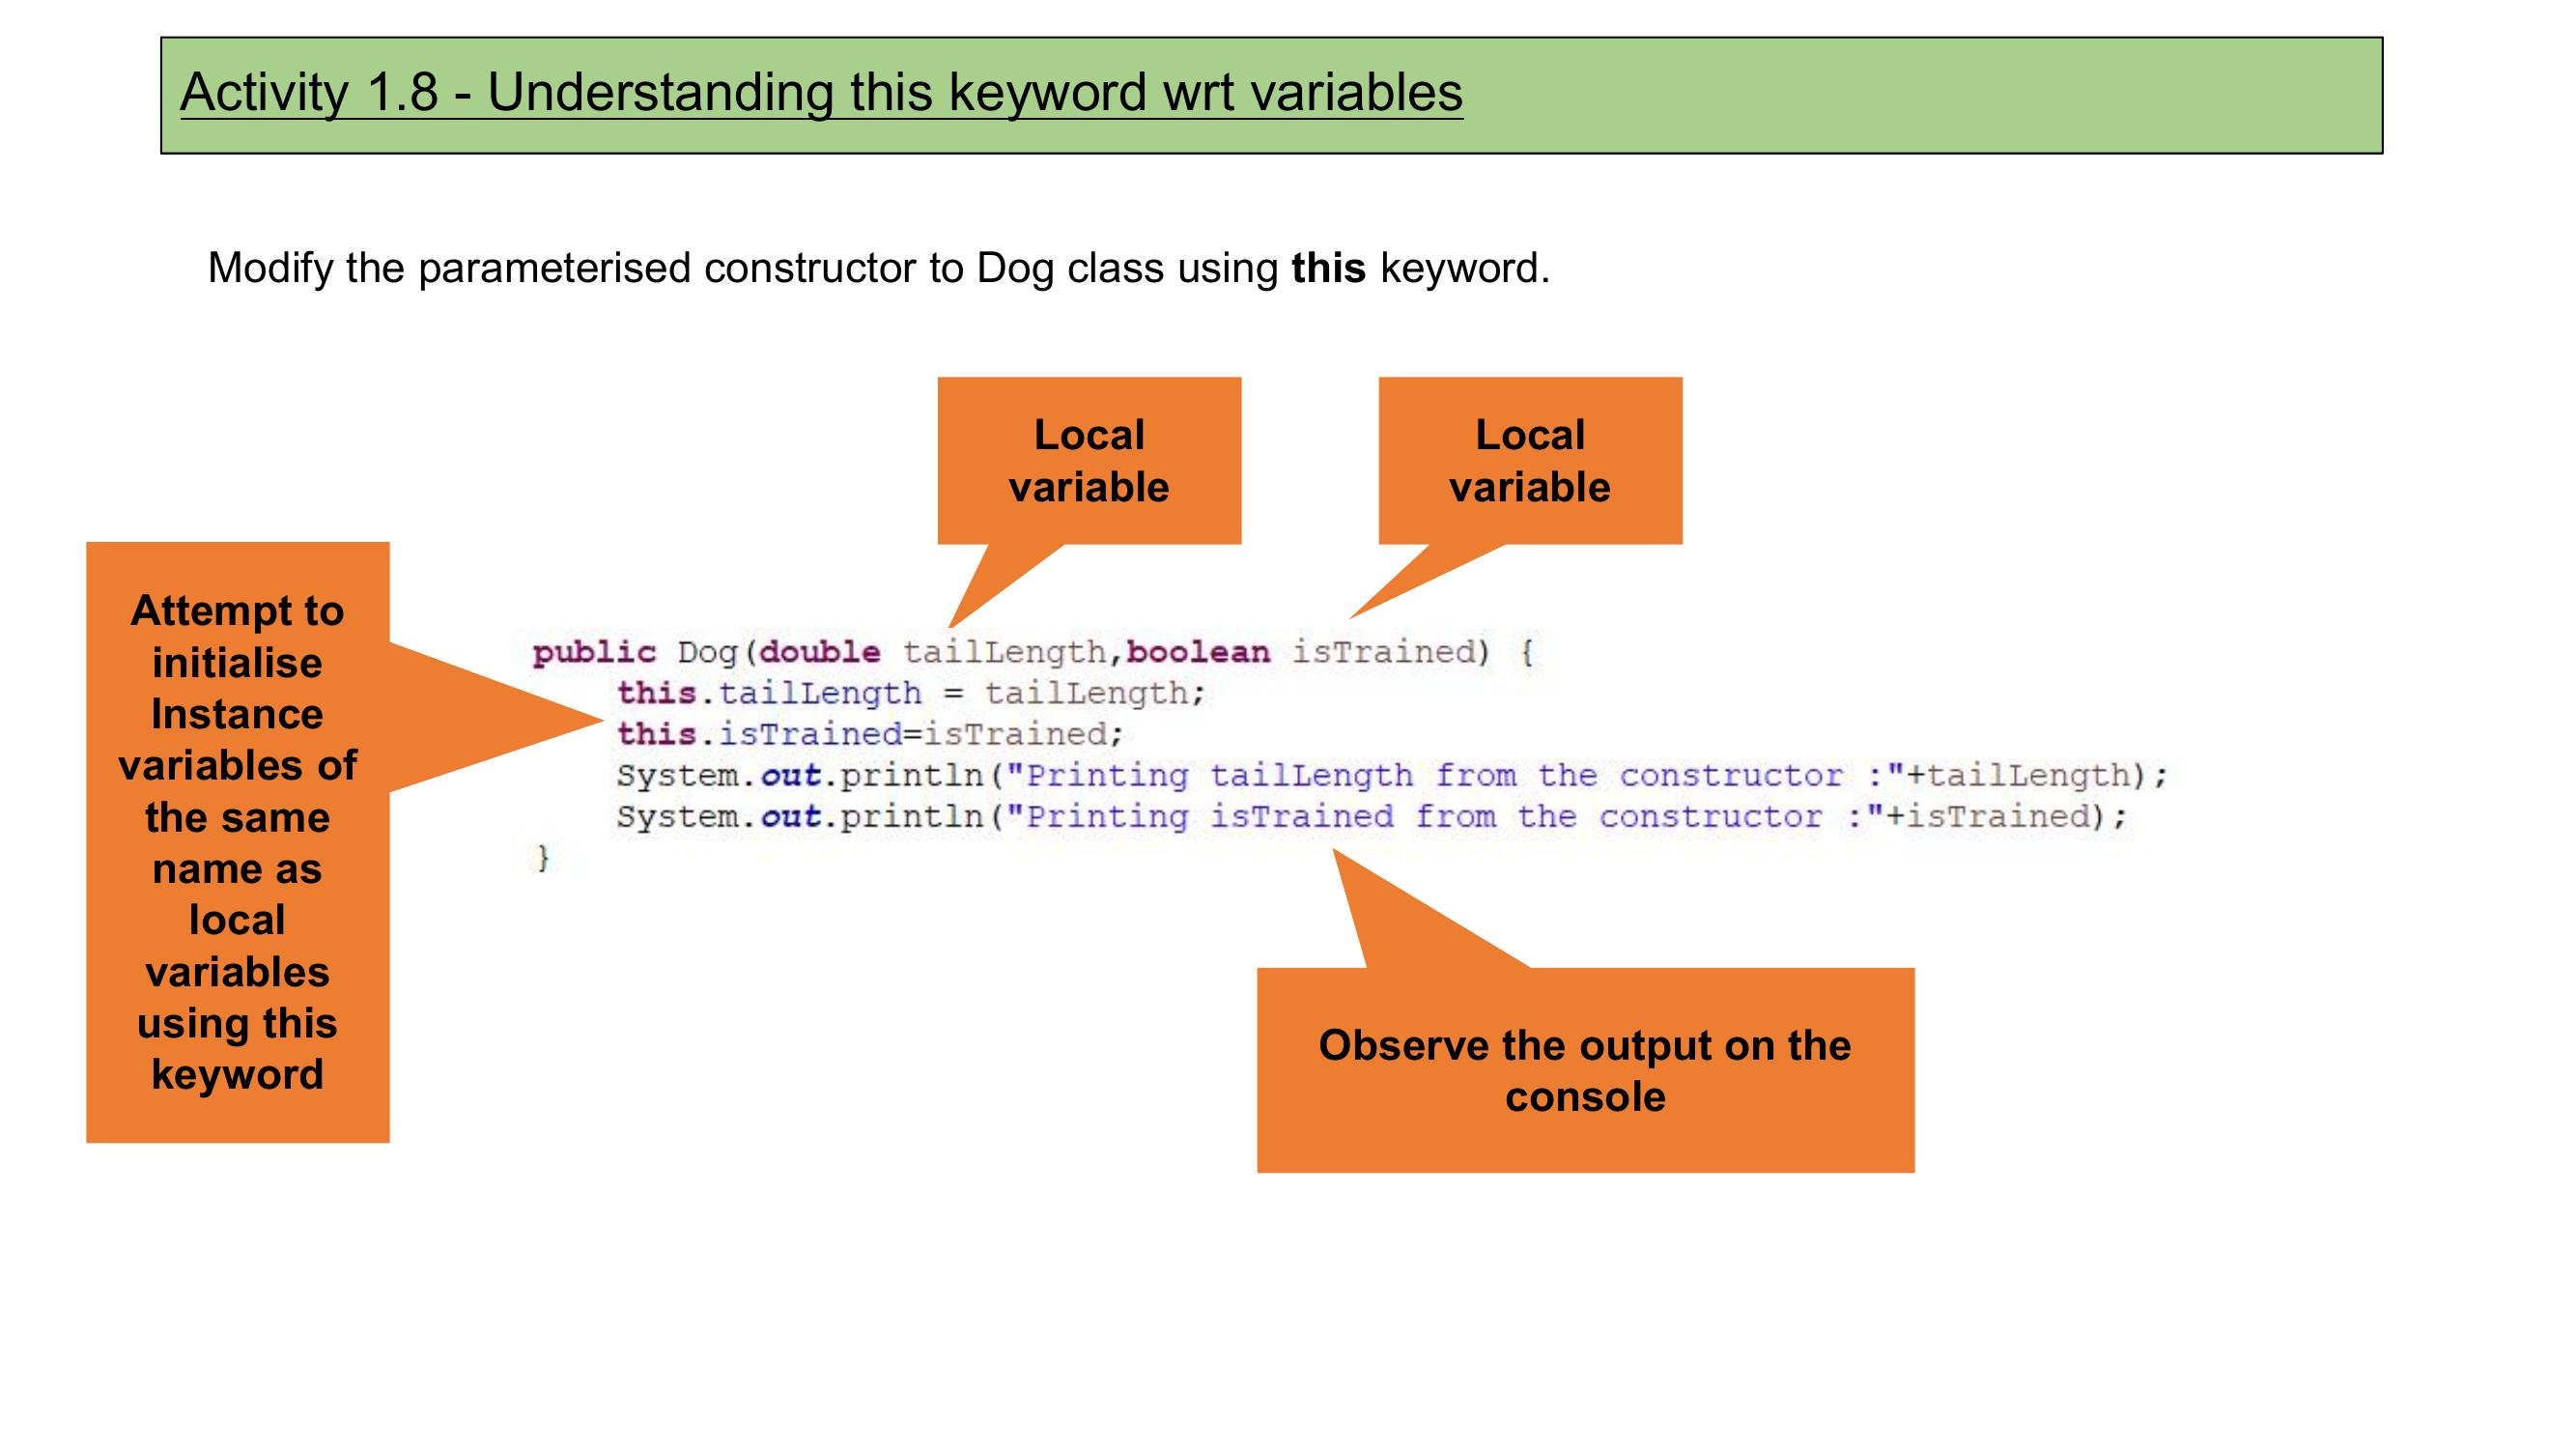 Activity 1.8 - Understanding this keyword wrt variables
Modify the parameterised constructor to Dog class using this keyword.
Local
variable
Local
variable
Attempt to
initialise
Instance
variables of
the same
name as
local
variables
using this
keyword
public Dog(double tailLength,boolean isTrained) {
this.tailLength = tailLength;
this.isTrained=isTrained;
System.out.println("Printing tailLength from the constructor :"+tailLength);
System.out.println("Printing isTrained from the constructor :"+isTrained);
}
Observe the output on the
console